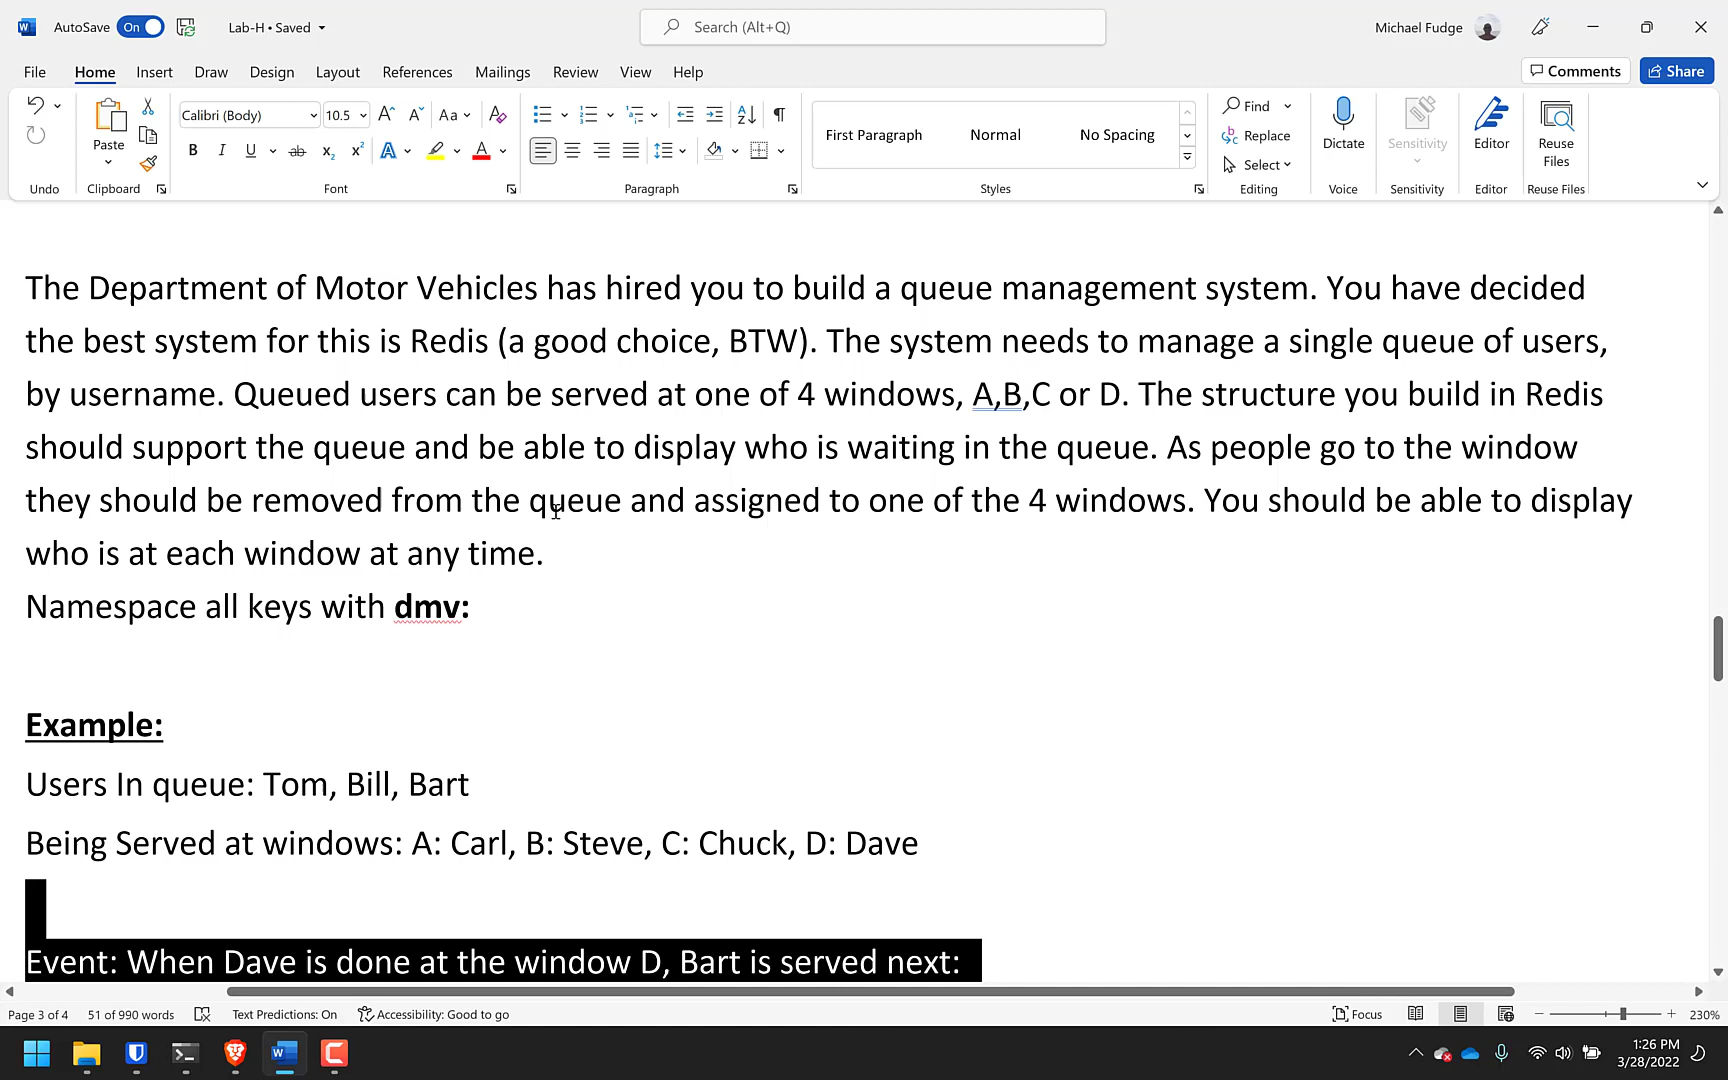 AutoSave On Lab-H • Saved Search (Alt+Q) Michael Fudge
File Home Insert Draw Design Layout References Mailings Review View Help Comments Share
Calibri (Body) 10.5 Aa
Paste
B I U ab x2 x2 A A
First Paragraph Normal No Spacing
Find
Replace
Select
Dictate Sensitivity Editor Reuse Files
Undo Clipboard Font Paragraph Styles Editing Voice Sensitivity Editor Reuse Files
The Department of Motor Vehicles has hired you to build a queue management system. You have decided
the best system for this is Redis (a good choice, BTW). The system needs to manage a single queue of users,
by username. Queued users can be served at one of 4 windows, A,B,C or D. The structure you build in Redis
should support the queue and be able to display who is waiting in the queue. As people go to the window
they should be removed from the queue and assigned to one of the 4 windows. You should be able to display
who is at each window at any time.
Namespace all keys with dmv:
Example:
Users In queue: Tom, Bill, Bart
Being Served at windows: A: Carl, B: Steve, C: Chuck, D: Dave
Event: When Dave is done at the window D, Bart is served next:
Page 3 of 4 51 of 990 words Text Predictions: On Accessibility: Good to go Focus 230%
1:26 PM
3/28/2022